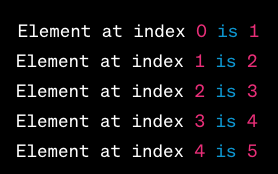 Element at index 0 is 1
Element at index 1 is 2
Element at index 2 is 3
Element at index 3 is 4
Element at index 4 is 5